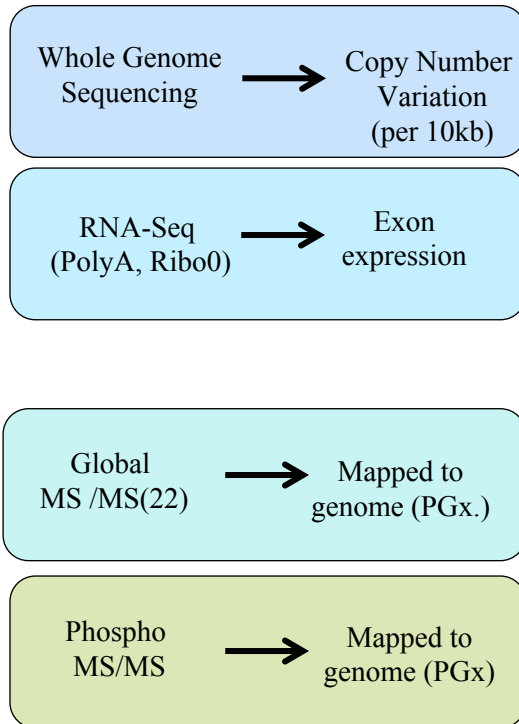 Whole Genome
Sequencing
Copy Number
Variation
(per 10kb)
RNA-Seq
(PolyA, Ribo0)
Exon
expression
Global
MS /MS(22)
Mapped to
genome (PGx.)
Phospho
MS/MS
Mapped to
genome (PGx)